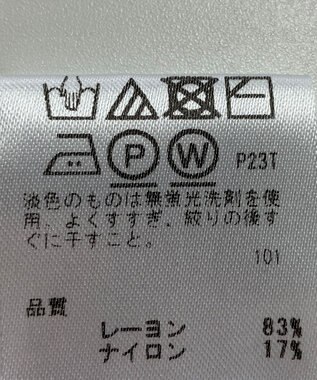 P W P23T
淡色のものは無蛍光洗剤を使
用、よくすすぎ、絞りの後す
ぐに干すこと。
101
品質
レーヨン 83%
ナイロン 17%